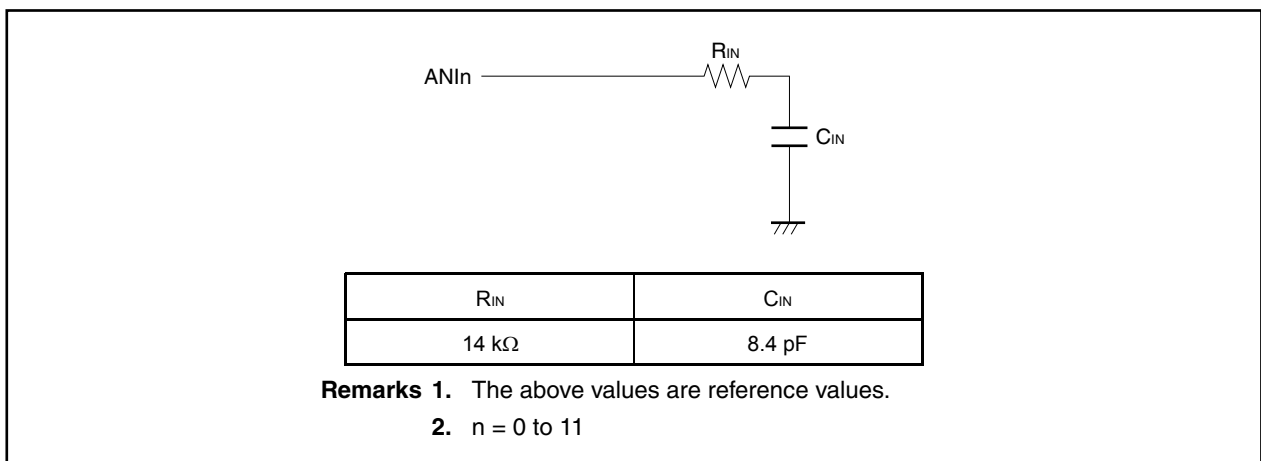 RIN
ANIn
CIN
RIN CIN
14 kΩ 8.4 pF
Remarks 1. The above values are reference values.
2. n = 0 to 11